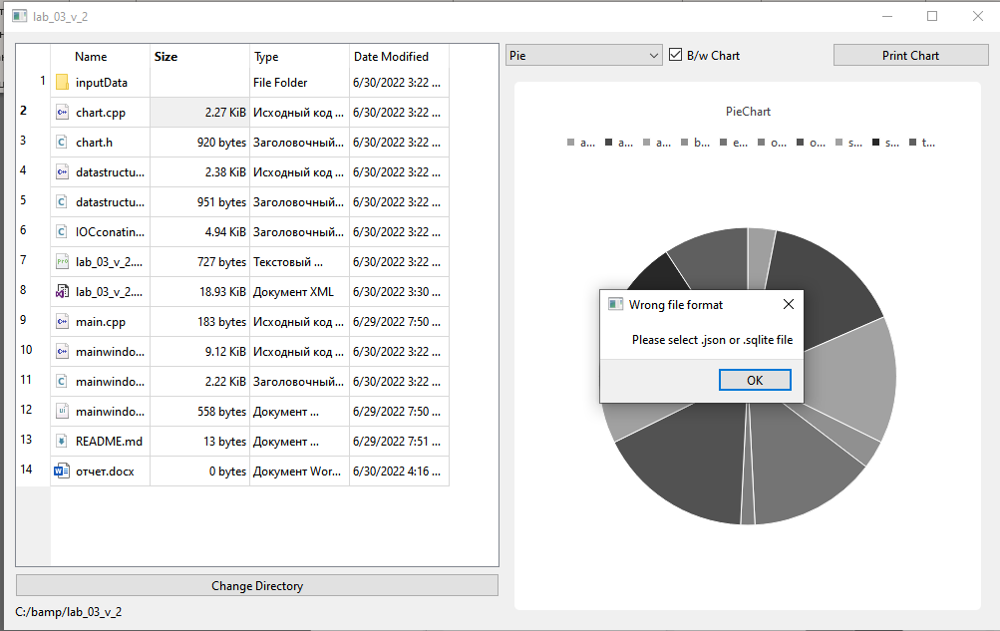 lab_03_v_2
Name Size Type Date Modified
1 inputData File Folder 6/30/2022 3:22 ...
2 chart.cpp 2.27 KiB Исходный код ... 6/30/2022 3:22 ...
3 chart.h 920 bytes Заголовочный... 6/30/2022 3:22 ...
4 datastructu... 2.38 KiB Исходный код ... 6/30/2022 3:22 ...
5 datastructu... 951 bytes Заголовочный... 6/30/2022 3:22 ...
6 IOCconatin... 4.94 KiB Заголовочный... 6/30/2022 3:22 ...
7 lab_03_v_2.... 727 bytes Текстовый ... 6/30/2022 3:22 ...
8 lab_03_v_2.... 18.93 KiB Документ XML 6/30/2022 3:30 ...
9 main.cpp 183 bytes Исходный код ... 6/29/2022 7:50 ...
10 mainwindo... 9.12 KiB Исходный код ... 6/30/2022 3:22 ...
11 mainwindo... 2.22 KiB Заголовочный... 6/30/2022 3:22 ...
12 mainwindo... 558 bytes Документ ... 6/29/2022 7:50 ...
13 README.md 13 bytes Документ ... 6/29/2022 7:51 ...
14 отчет.docx 0 bytes Документ Wor... 6/30/2022 4:16 ...
Change Directory
C:/bamp/lab_03_v_2
Pie B/w Chart Print Chart
PieChart
a... a... a... b... e... o... o... s... s... t...
Wrong file format
Please select .json or .sqlite file
OK